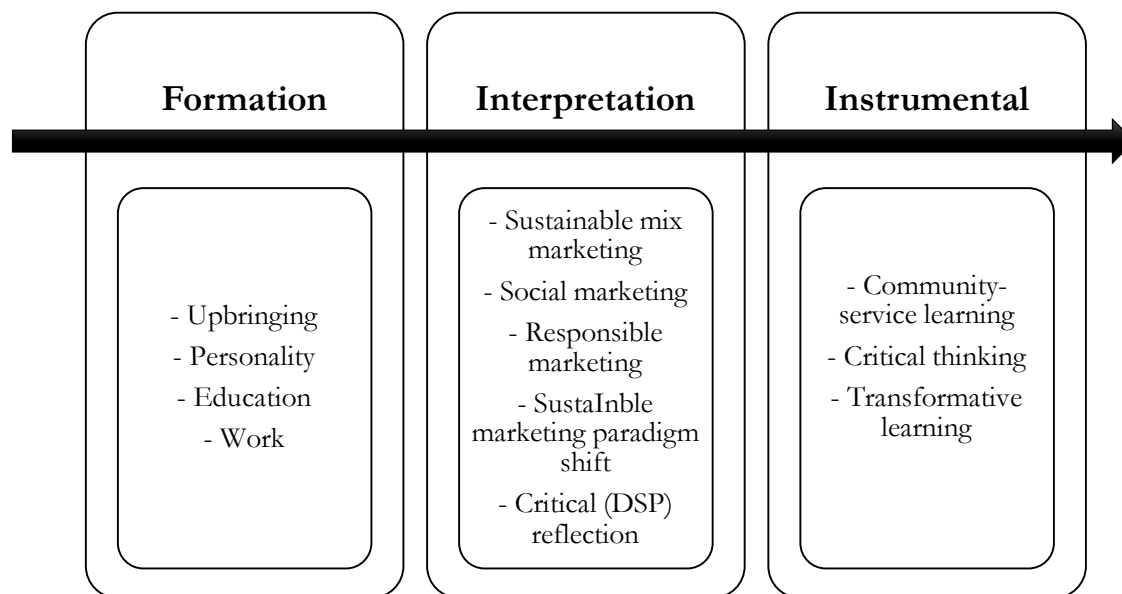 Formation
- Upbringing
- Personality
- Education
- Work
Interpretation
- Sustainable mix
marketing
- Social marketing
- Responsible
marketing
- SustaInble
marketing paradigm
shift
- Critical (DSP)
reflection
Instrumental
- Community-
service learning
- Critical thinking
- Transformative
learning